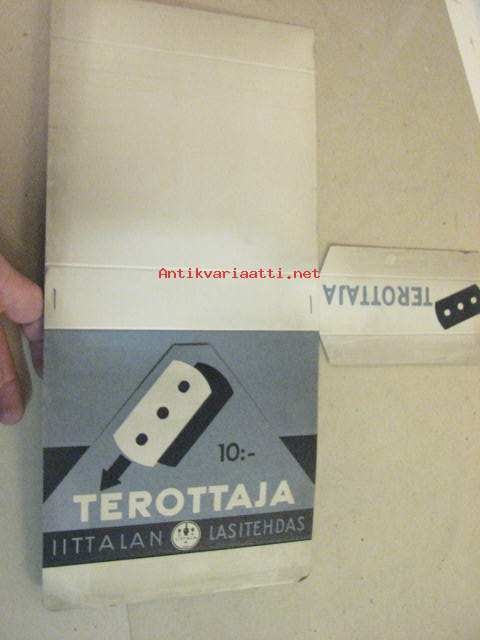 Antikvariaatti.net
TEROTTAJA
10:-
TEROTTAJA
IITTALAN LASITEHDAS